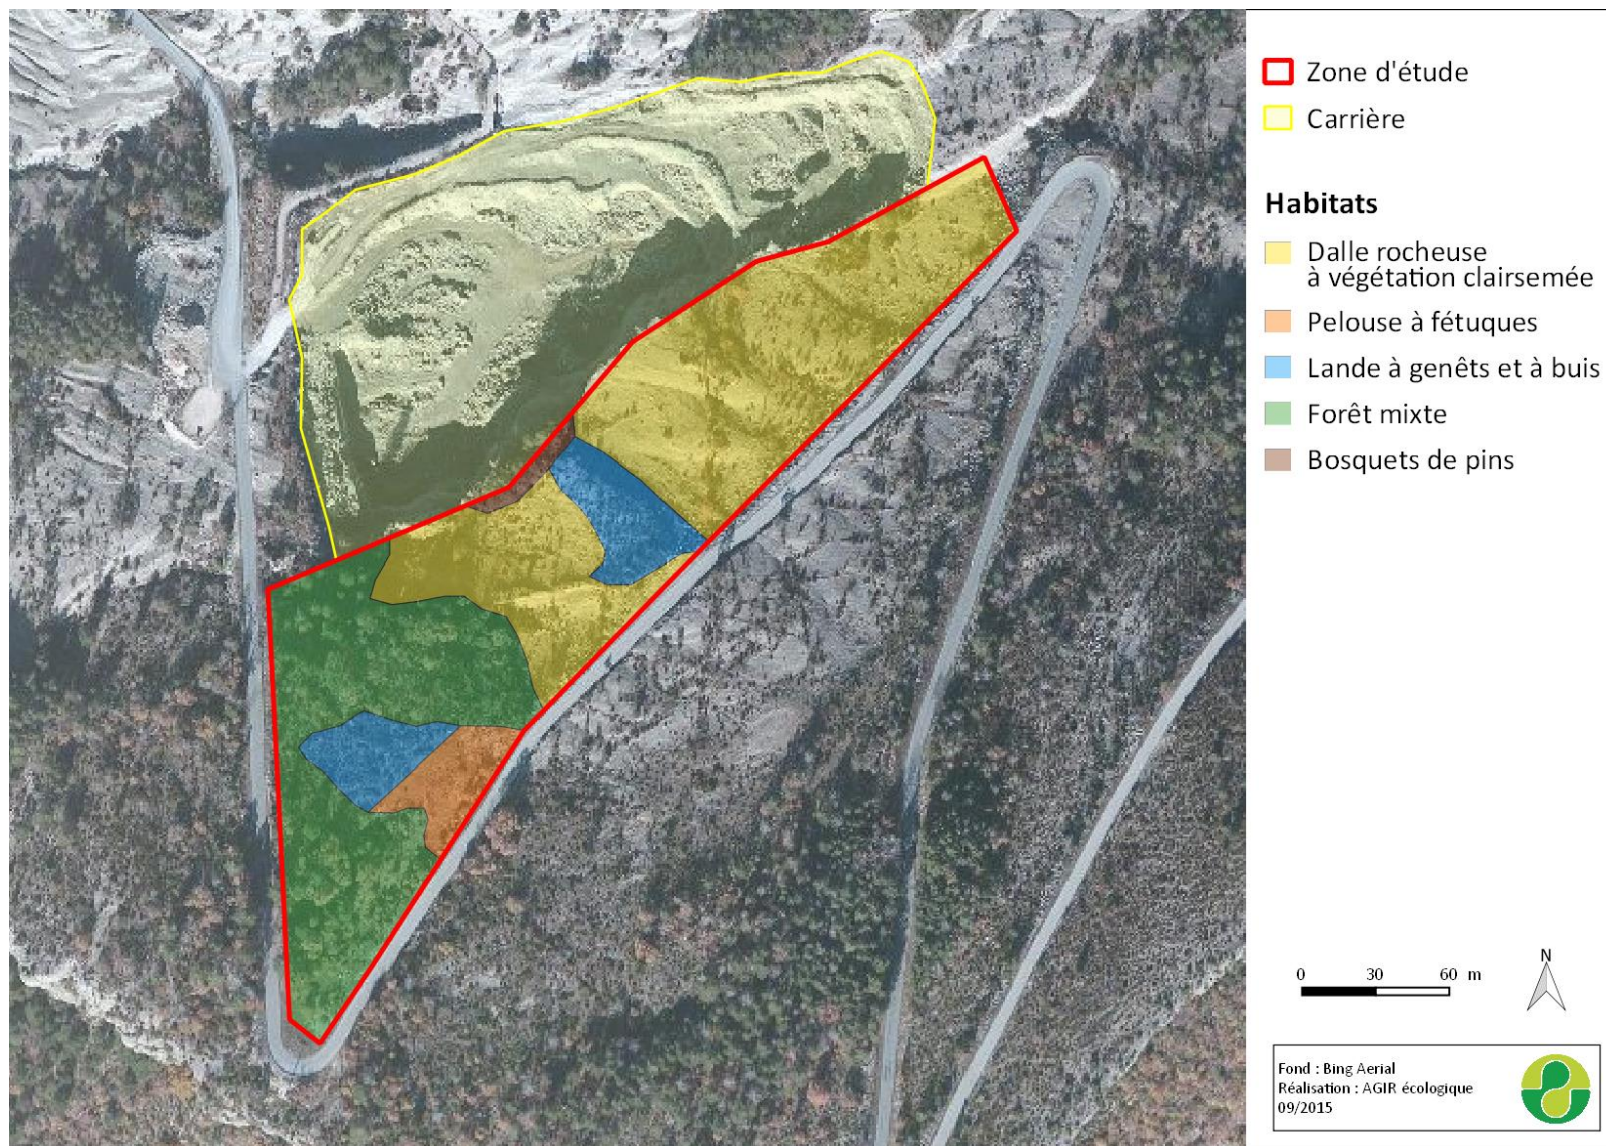 Zone d'étude
Carrière
Habitats
Dalle rocheuse
à végétation clairsemée
Pelouse à fétuques
Lande à genêts et à buis
Forêt mixte
Bosquets de pins
0 30 60 m
N
Fond : Bing Aerial
Réalisation : AGIR écologique
09/2015